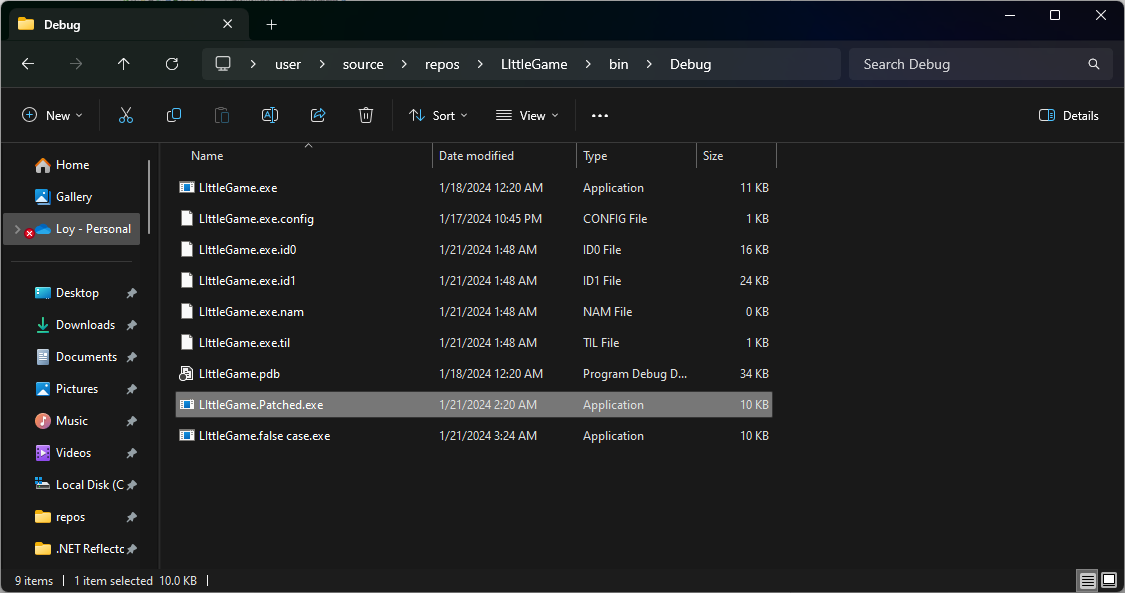 Debug
user source repos LIttleGame bin Debug
Search Debug
New Sort View Details
Name Date modified Type Size
LIttleGame.exe 1/18/2024 12:20 AM Application 11 KB
LIttleGame.exe.config 1/17/2024 10:45 PM CONFIG File 1 KB
LIttleGame.exe.id0 1/21/2024 1:48 AM ID0 File 16 KB
LIttleGame.exe.id1 1/21/2024 1:48 AM ID1 File 24 KB
LIttleGame.exe.nam 1/21/2024 1:48 AM NAM File 0 KB
LIttleGame.exe.til 1/21/2024 1:48 AM TIL File 1 KB
LIttleGame.pdb 1/18/2024 12:20 AM Program Debug D... 34 KB
LIttleGame.Patched.exe 1/21/2024 2:20 AM Application 10 KB
LIttleGame.false case.exe 1/21/2024 3:24 AM Application 10 KB
Home
Gallery
Loy - Personal
Desktop
Downloads
Documents
Pictures
Music
Videos
Local Disk (C
repos
.NET Reflectc
9 items 1 item selected 10.0 KB